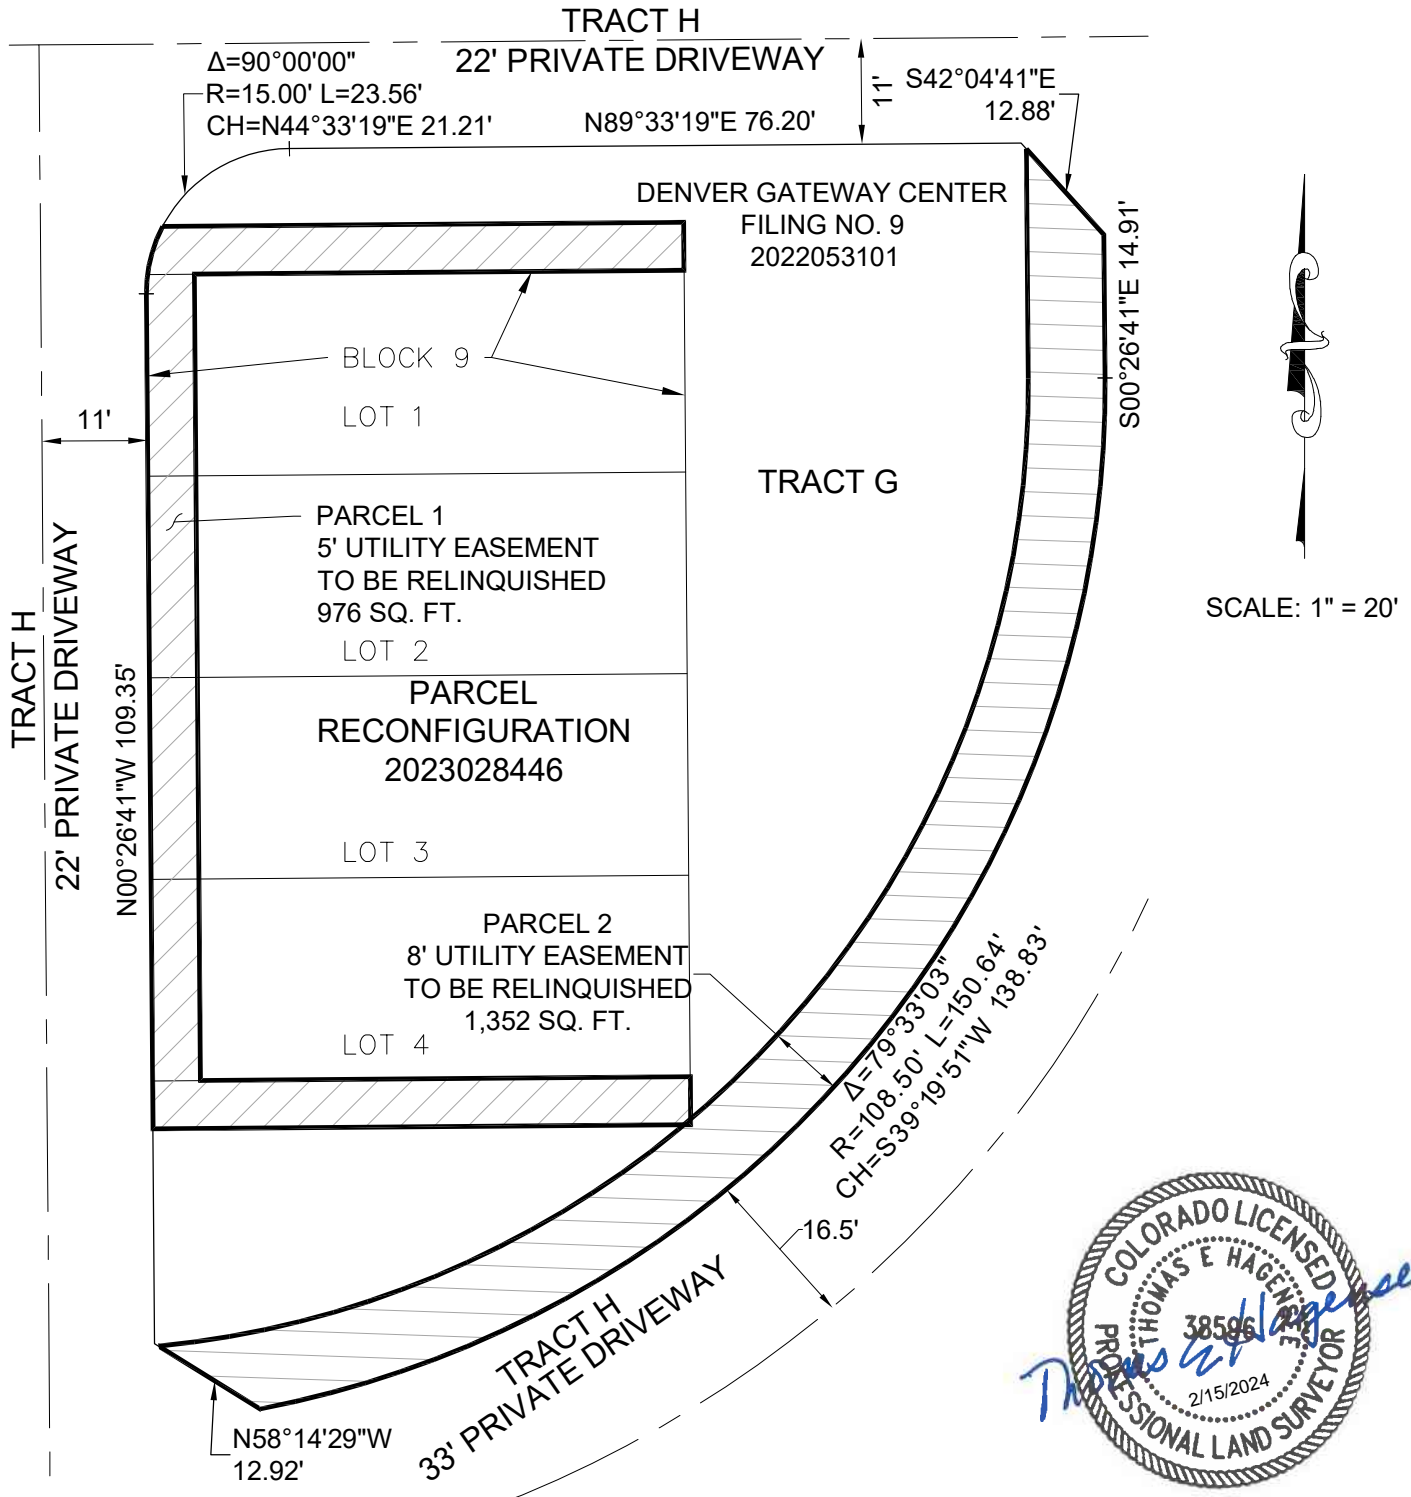 TRACT H
22' PRIVATE DRIVEWAY
Δ=90°00'00"
R=15.00' L=23.56'
CH=N44°33'19"E 21.21'
N89°33'19"E 76.20'
11'
S42°04'41"E
12.88'
DENVER GATEWAY CENTER
FILING NO. 9
2022053101
S00°26'41"E 14.91'
BLOCK 9
LOT 1
11'
TRACT G
PARCEL 1
5' UTILITY EASEMENT
TO BE RELINQUISHED
976 SQ. FT.
LOT 2
SCALE: 1" = 20'
TRACT H
22' PRIVATE DRIVEWAY
N00°26'41"W 109.35'
PARCEL
RECONFIGURATION
2023028446
LOT 3
PARCEL 2
8' UTILITY EASEMENT
TO BE RELINQUISHED
1,352 SQ. FT.
LOT 4
Δ=79°33'03"
R=108.50' L=150.64'
CH=S39°19'51"W 138.83'
16.5'
TRACT H
33' PRIVATE DRIVEWAY
N58°14'29"W
12.92'
COLORADO LICENSED
PROFESSIONAL LAND SURVEYOR
THOMAS E HAGENSEE
38596
2/15/2024
Thomas E Hagense